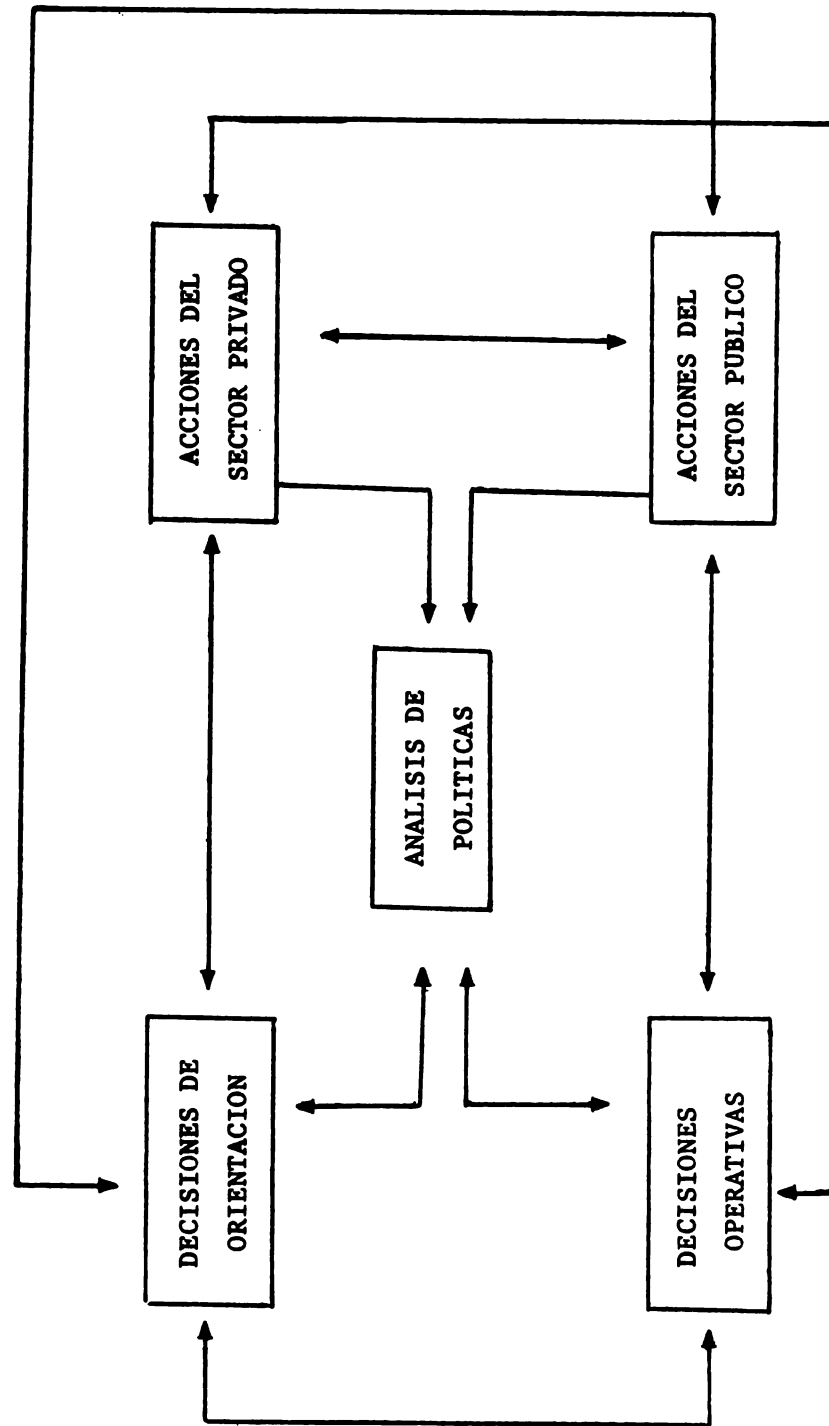 DECISIONES DE
ORIENTACION
ACCIONES DEL
SECTOR PRIVADO
ANALISIS DE
POLITICAS
DECISIONES
OPERATIVAS
ACCIONES DEL
SECTOR PUBLICO